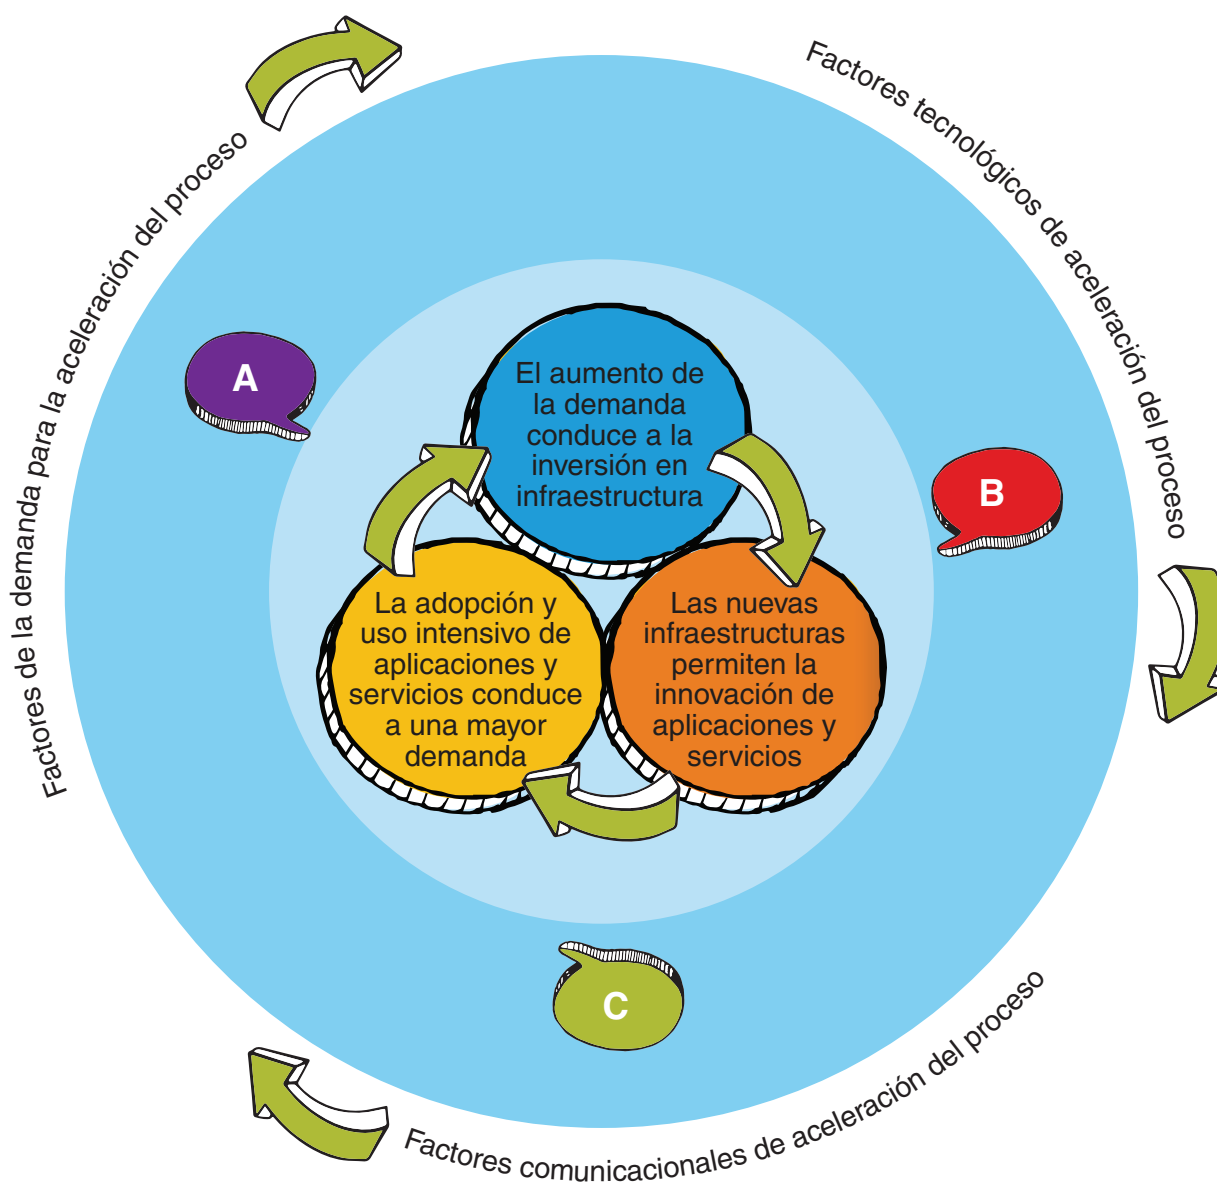 Factores de la demanda para la aceleración del proceso
Factores tecnológicos de aceleración del proceso
A
B
El aumento de
la demanda
conduce a la
inversión en
infraestructura
La adopción y
uso intensivo de
aplicaciones y
servicios conduce
a una mayor
demanda
Las nuevas
infraestructuras
permiten la
innovación de
aplicaciones y
servicios
C
Factores comunicacionales de aceleración del proceso